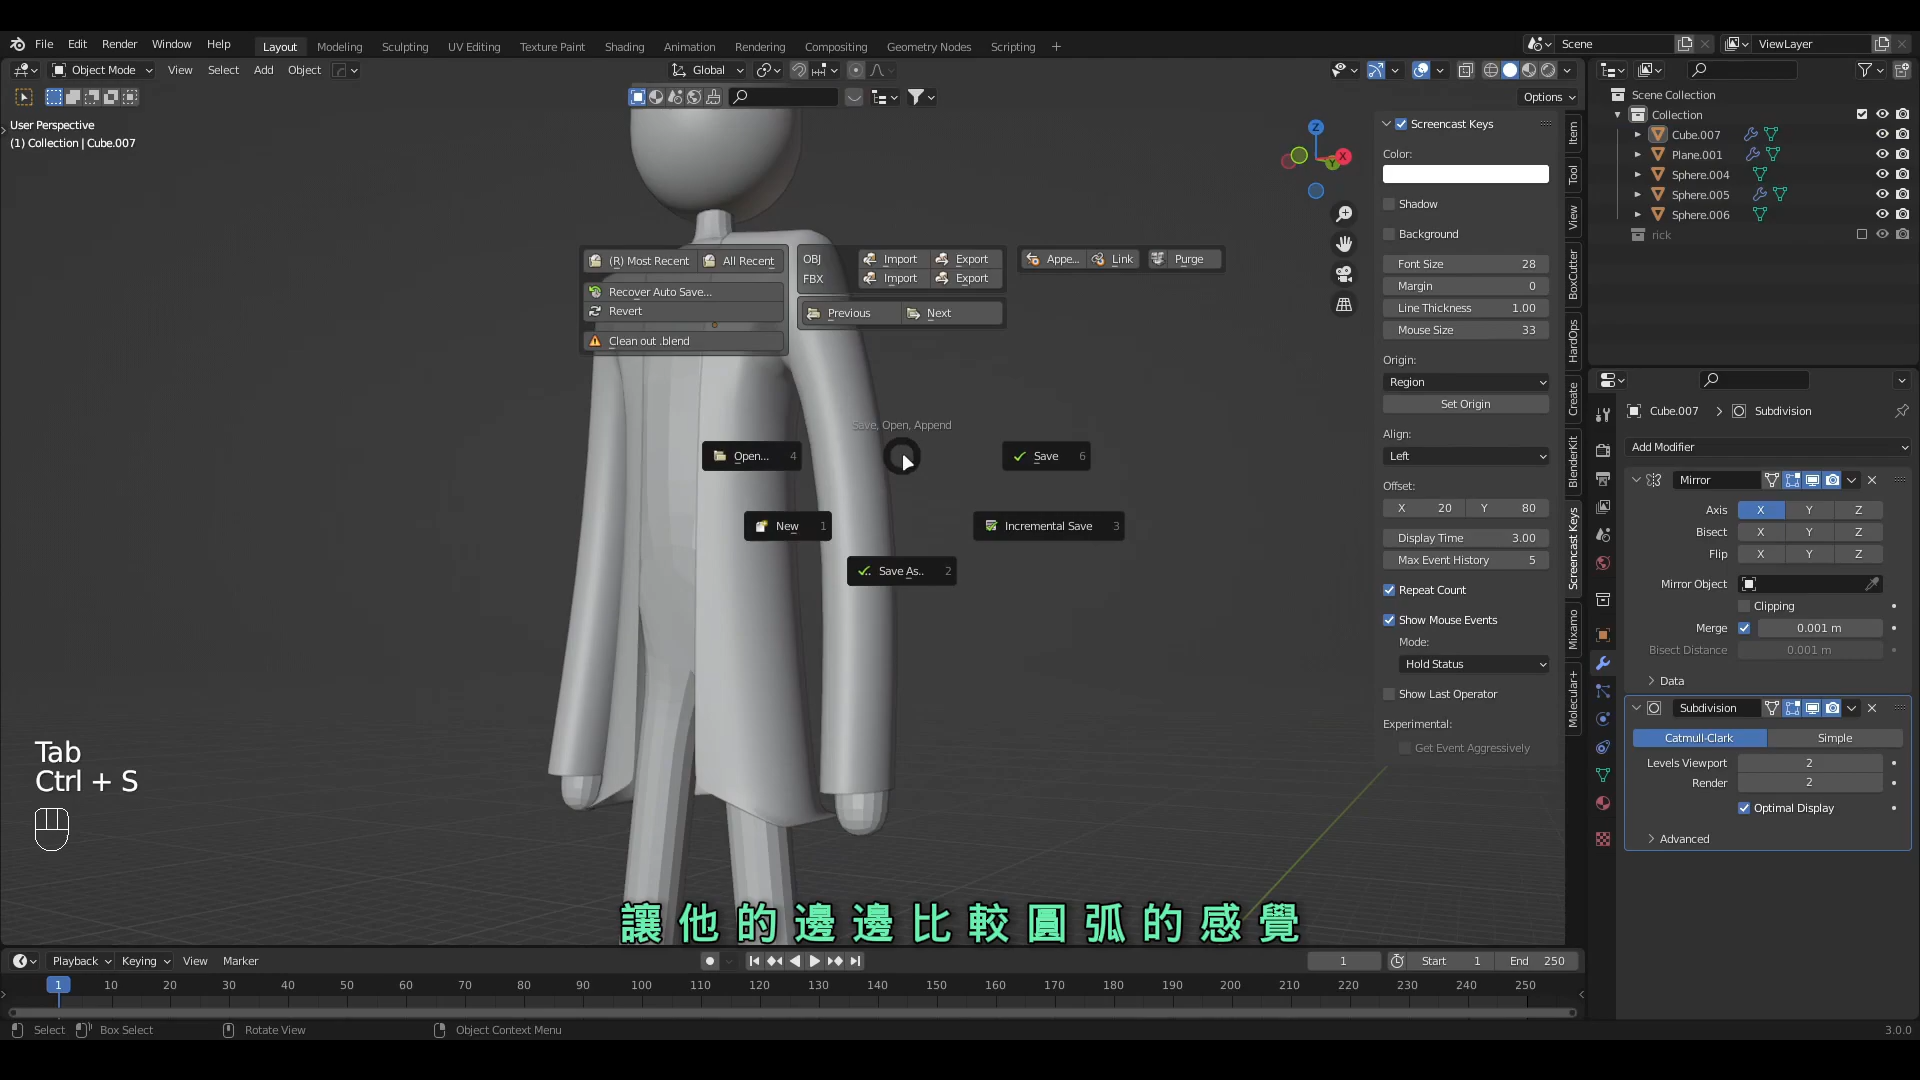 File Edit Render Window Help Layout Modeling Sculpting UV Editing Texture Paint Shading Animation Rendering Compositing Geometry Nodes Scripting + Scene ViewLayer
Object Mode View Select Add Object Global
Options
User Perspective
(1) Collection | Cube.007
Scene Collection
Collection
Cube.007
Plane.001
Sphere.004
Sphere.005
Sphere.006
rick
Z
X
Y
Screencast Keys
Color:
Shadow
Background
Font Size 28
Margin 0
Line Thickness 1.00
Mouse Size 33
Origin:
Region
Set Origin
Align:
Left
Offset:
X 20 Y 80
Display Time 3.00
Max Event History 5
Repeat Count
Show Mouse Events
Mode:
Hold Status
Show Last Operator
Experimental:
Get Event Aggressively
Item
Tool
View
BoxCutter
HardOps
Create
BlenderKit
Screencast Keys
Mixamo
Molecular+
(R) Most Recent All Recent
Recover Auto Save...
Revert
Clean out .blend
OBJ Import Export
FBX Import Export
Previous Next
Appe... Link Purge
Save, Open, Append
Open... 4
Save 6
New 1
Incremental Save 3
Save As.. 2
Cube.007 > Subdivision
Add Modifier
Mirror
Axis X Y Z
Bisect X Y Z
Flip X Y Z
Mirror Object
Clipping
Merge 0.001 m
Bisect Distance 0.001 m
Data
Subdivision
Catmull-Clark Simple
Levels Viewport 2
Render 2
Optimal Display
Advanced
Tab
Ctrl + S
讓他的邊邊比較圓弧的感覺
Playback Keying View Marker 1 Start 1 End 250
1 10 20 30 40 50 60 70 80 90 100 110 120 130 140 150 160 170 180 190 200 210 220 230 240 250
Select Box Select Rotate View Object Context Menu 3.0.0